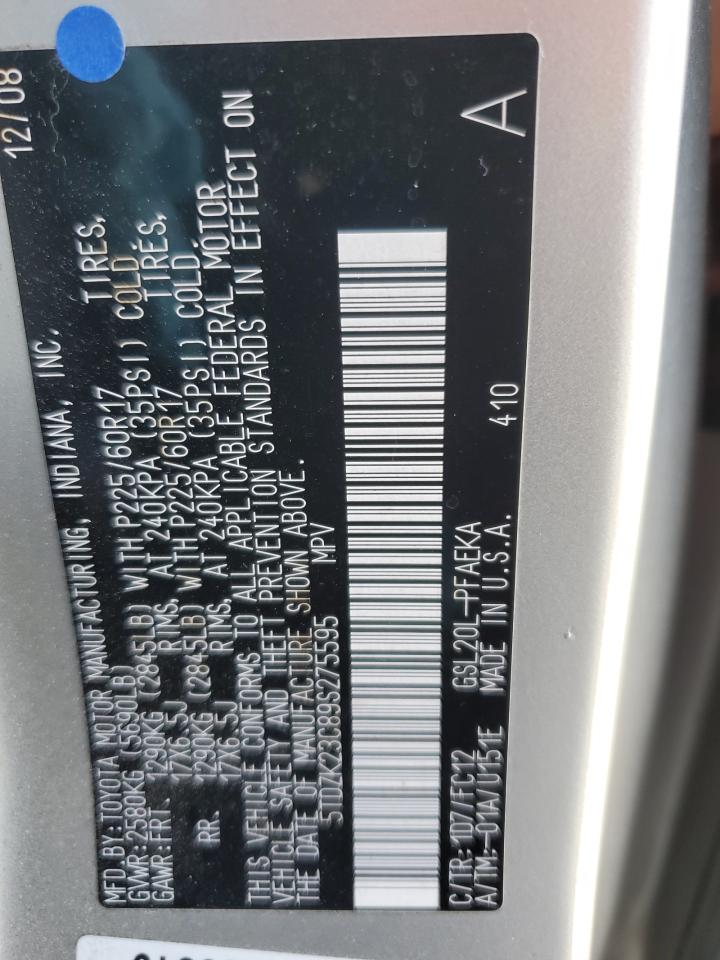 MFD. BY: TOYOTA MOTOR MANUFACTURING, INDIANA, INC. 12/08
GVWR: 2580KG (5690LB)
GAWR: FRT 1290KG (2845LB) WITH P225/60R17 TIRES,
17X6.5J RIMS, AT 240KPA (35PSI) COLD.
RR. 1290KG (2845LB) WITH P225/60R17 TIRES,
17X6.5J RIMS, AT 240KPA (35PSI) COLD.
THIS VEHICLE CONFORMS TO ALL APPLICABLE FEDERAL MOTOR
VEHICLE SAFETY AND THEFT PREVENTION STANDARDS IN EFFECT ON
THE DATE OF MANUFACTURE SHOWN ABOVE.
5TDZK23C89S275595 MPV
C/TR: 1D7/FC12 GSL20L-PFAEKA 410
A/TM: -01A/U151E MADE IN U.S.A. A